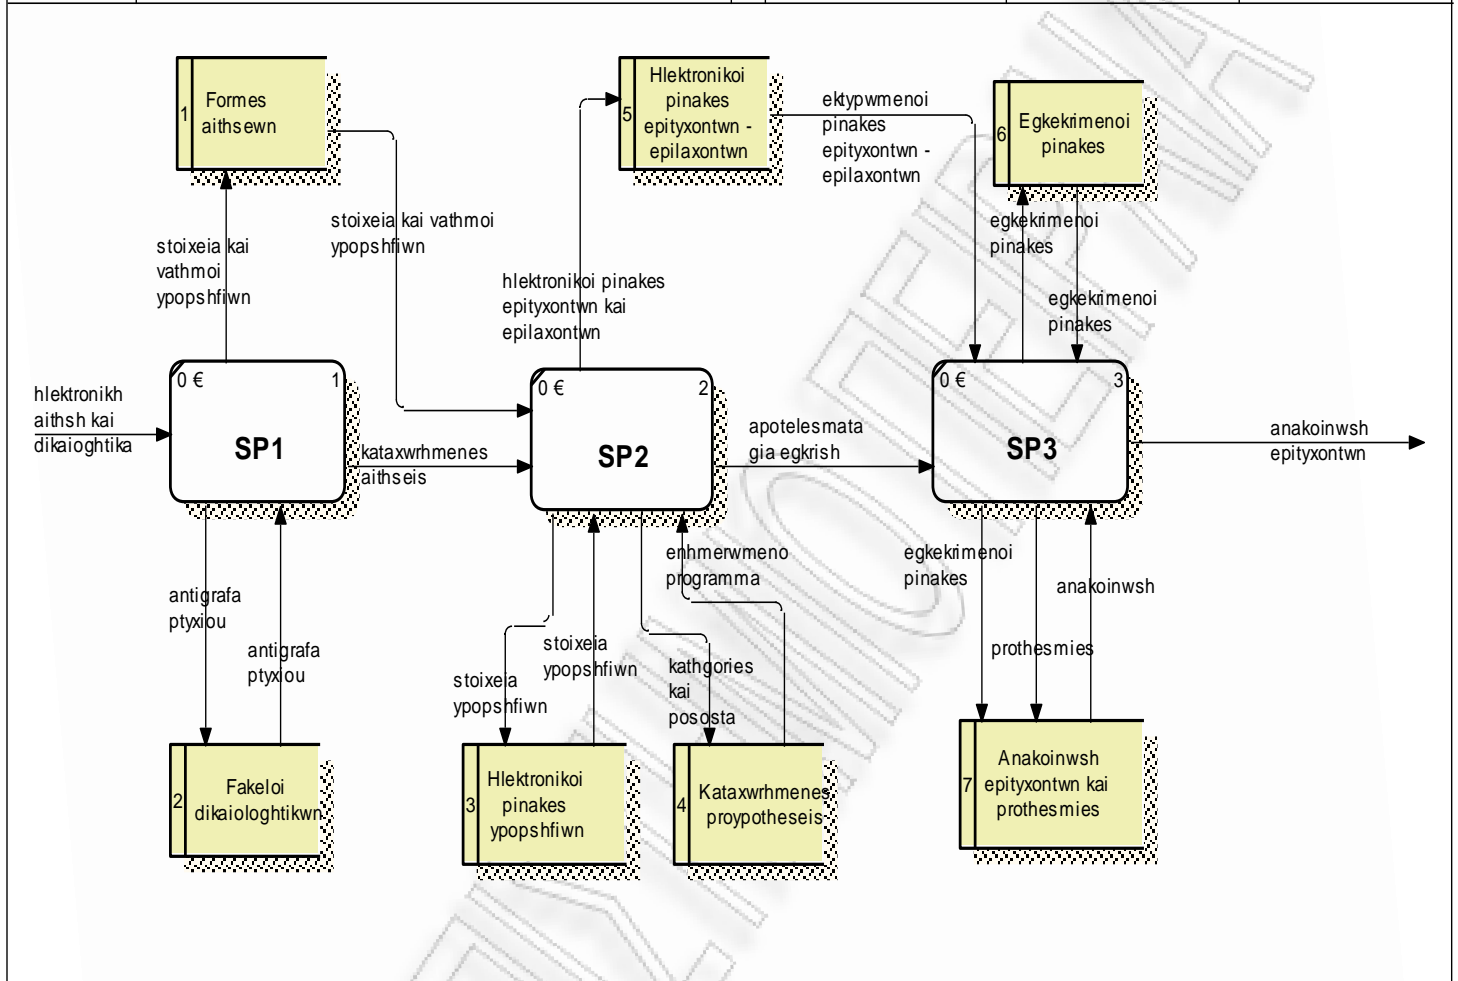 1
Formes
aithsewn
5
Hlektronikoi
pinakes
epityxontwn -
epilaxontwn
ektypwmenoi
pinakes
epityxontwn -
epilaxontwn
6
Egkekrimenoi
pinakes
stoixeia kai
vathmoi
ypopshfiwn
stoixeia kai vathmoi
ypopshfiwn
hlektronikoi pinakes
epityxontwn kai
epilaxontwn
egkekrimenoi
pinakes
egkekrimenoi
pinakes
hlektronikh
aithsh kai
dikaioghtika
0 €
1
SP1
kataxwrhmenes
aithseis
0 €
2
SP2
apotelesmata
gia egkrish
0 €
3
SP3
anakoinwsh
epityxontwn
antigrafa
ptyxiou
antigrafa
ptyxiou
stoixeia
ypopshfiwn
stoixeia
ypopshfiwn
enhmerwmeno
programma
kathgories
kai
pososta
egkekrimenoi
pinakes
prothesmies
anakoinwsh
2
Fakeloi
dikaiologhtikwn
3
Hlektronikoi
pinakes
ypopshfiwn
4
Kataxwrhmenes
proypotheseis
7
Anakoinwsh
epityxontwn kai
prothesmies